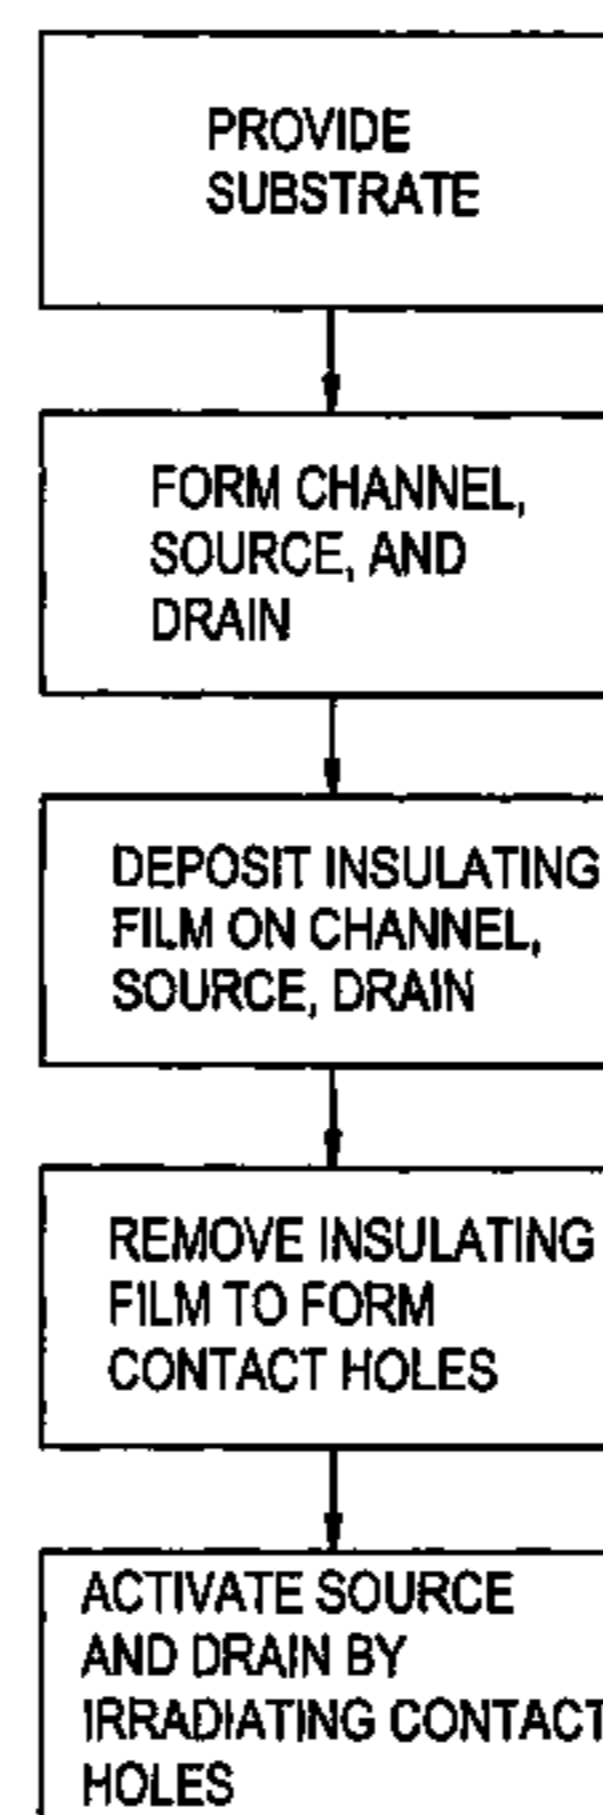 PROVIDE
SUBSTRATE
FORM CHANNEL,
SOURCE, AND
DRAIN
DEPOSIT INSULATING
FILM ON CHANNEL,
SOURCE, DRAIN
REMOVE INSULATING
FILM TO FORM
CONTACT HOLES
ACTIVATE SOURCE
AND DRAIN BY
IRRADIATING CONTACT
HOLES